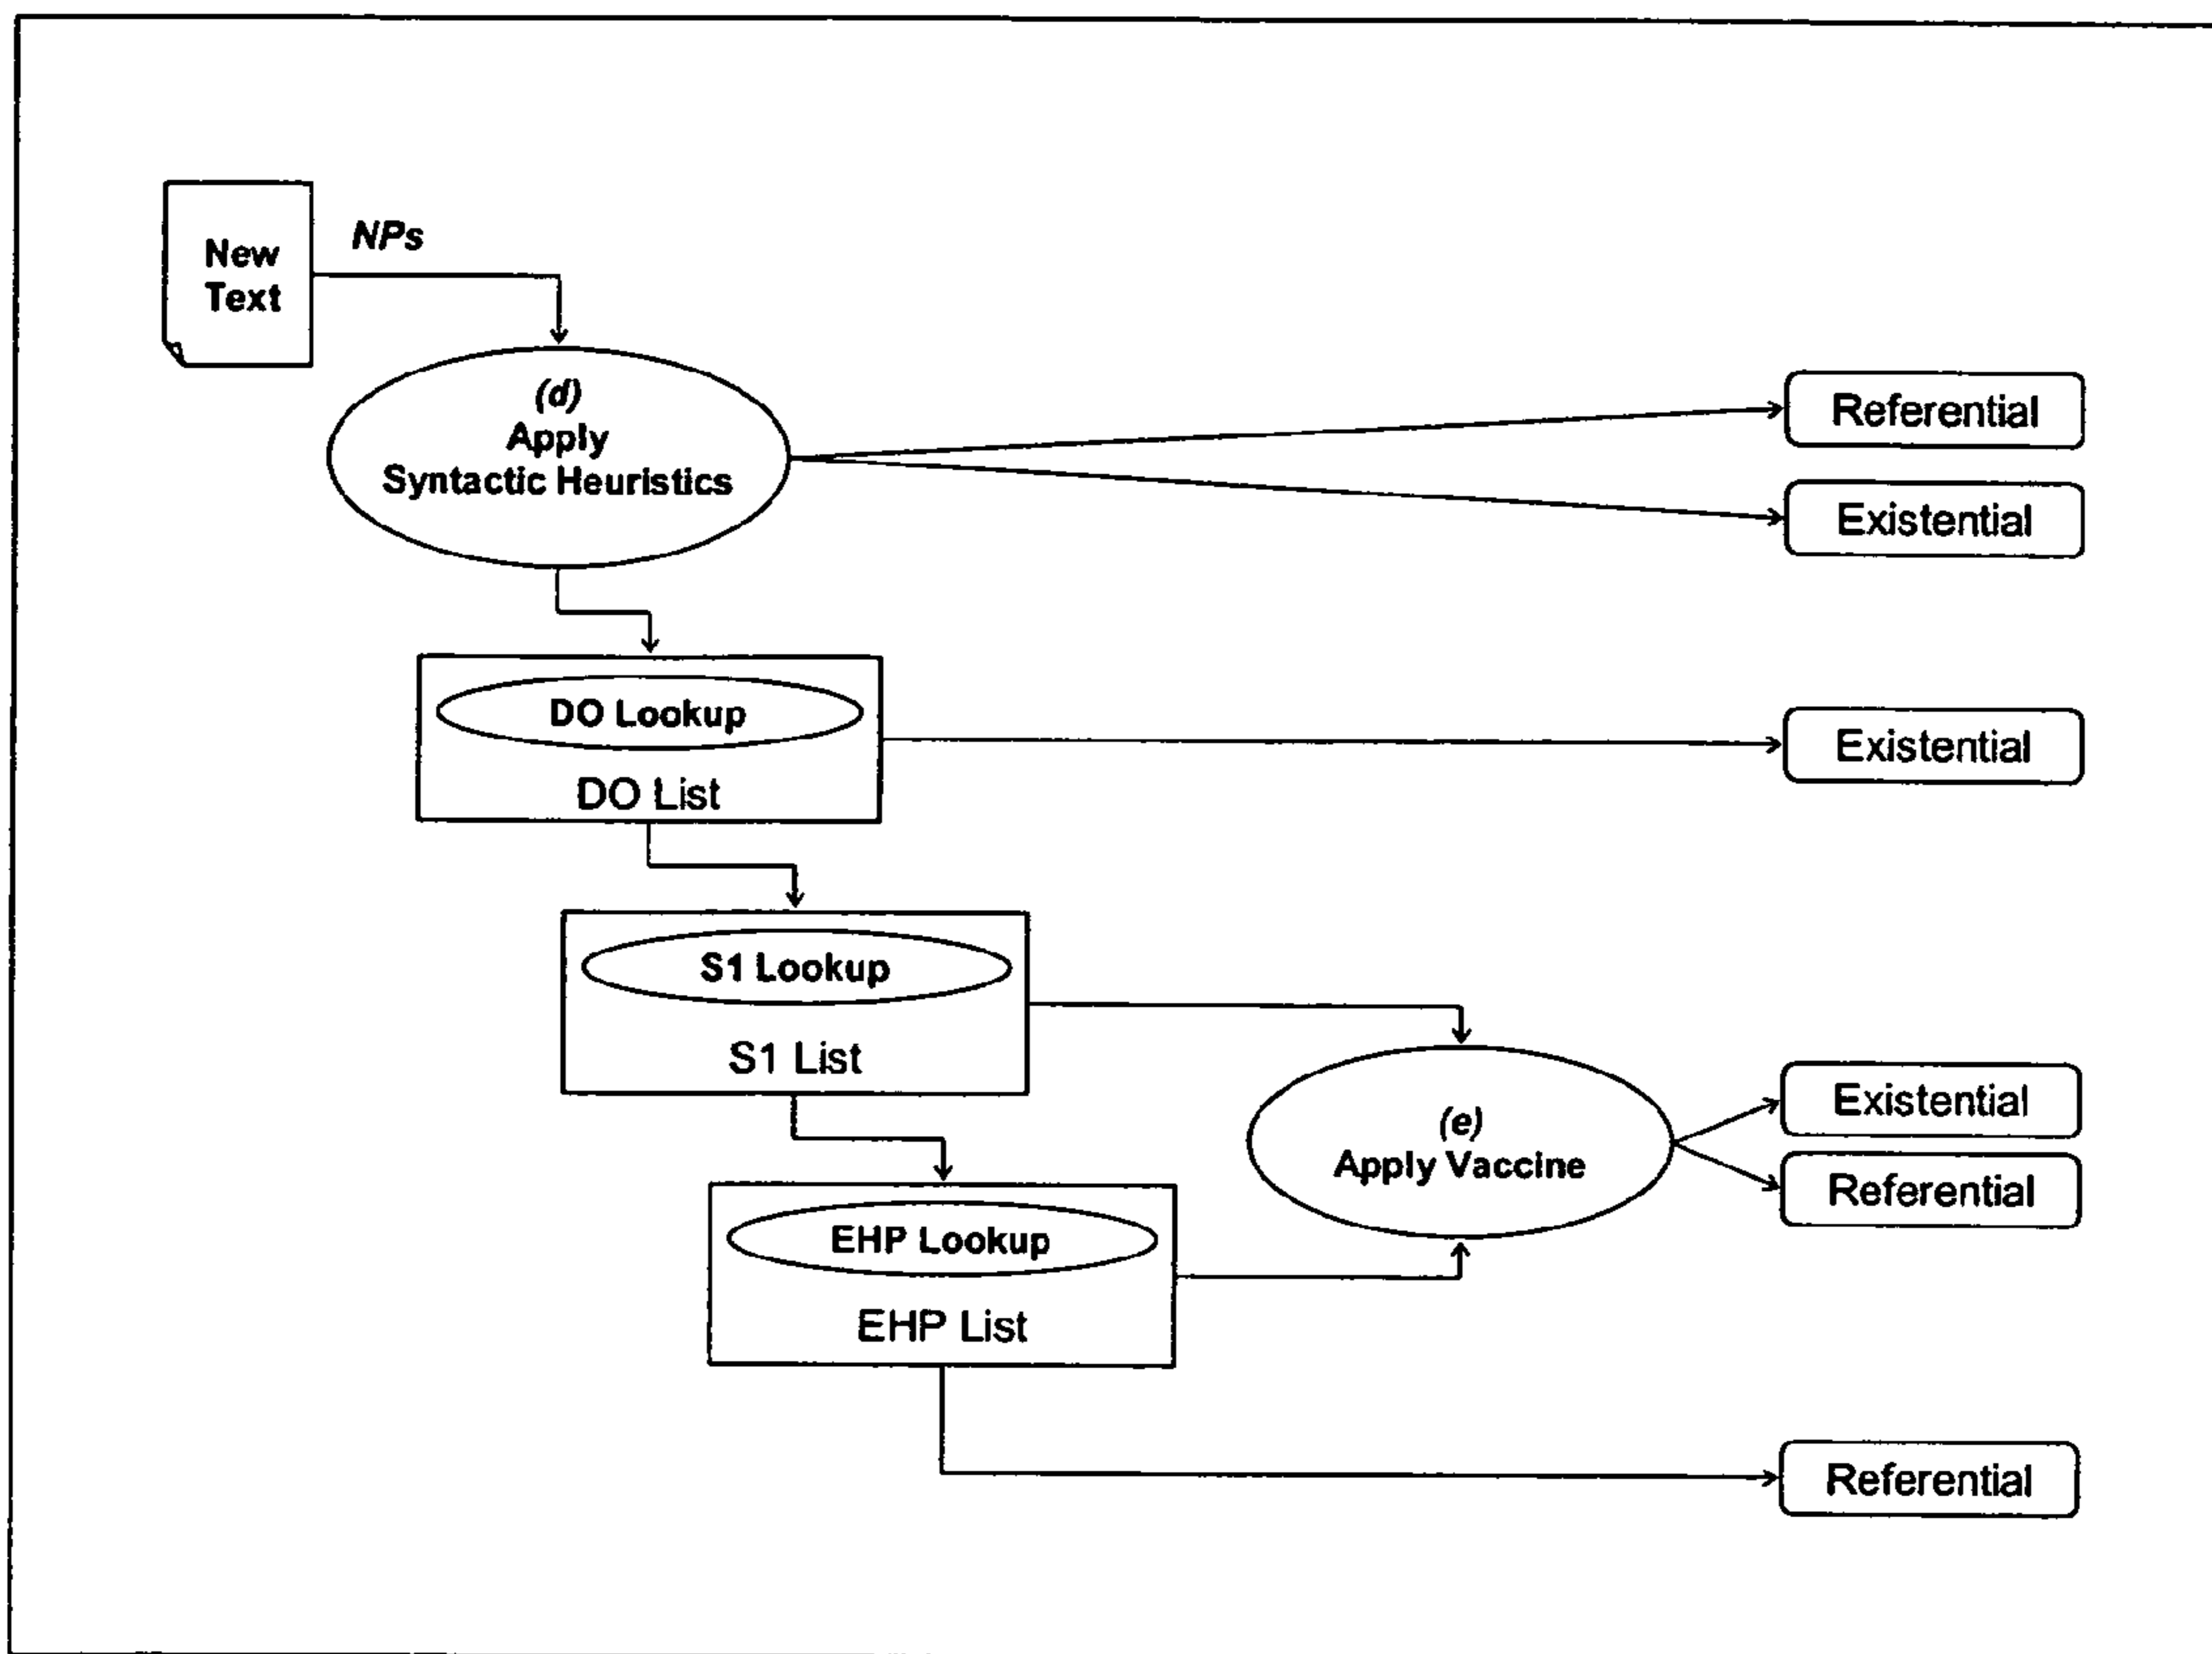 New
Text
NPs
(d)
Apply
Syntactic Heuristics
Referential
Existential
DO Lookup
DO List
Existential
S1 Lookup
S1 List
(e)
Apply Vaccine
Existential
Referential
EHP Lookup
EHP List
Referential